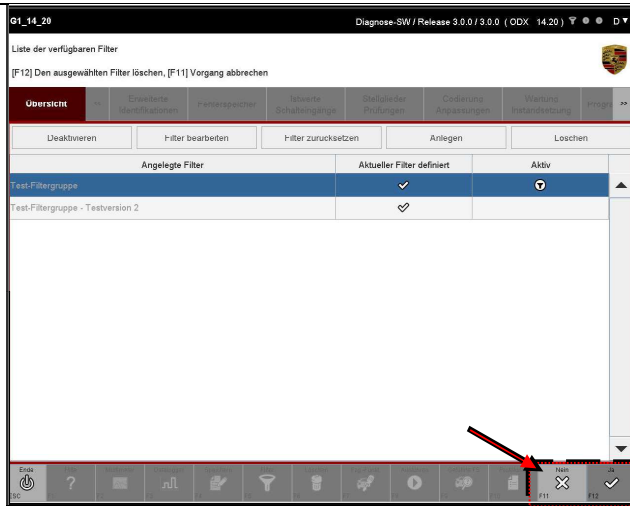 G1_14_20 Diagnose-SW / Release 3.0.0 / 3.0.0 ( ODX 14.20 ) D
Liste der verfügbaren Filter
[F12] Den ausgewählten Filter löschen, [F11] Vorgang abbrechen
Übersicht >> Erweiterte Identifikationen Fehlerspeicher Istwerte Schalteingänge Stellglieder Prüfungen Codierung Anpassungen Wartung Instandsetzung Progra >>
Deaktivieren Filter bearbeiten Filter zurücksetzen Anlegen Löschen
Angelegte Filter Aktueller Filter definiert Aktiv
Test-Filtergruppe
Test-Filtergruppe - Testversion 2
Ende Nein Ja
ESC F11 F12